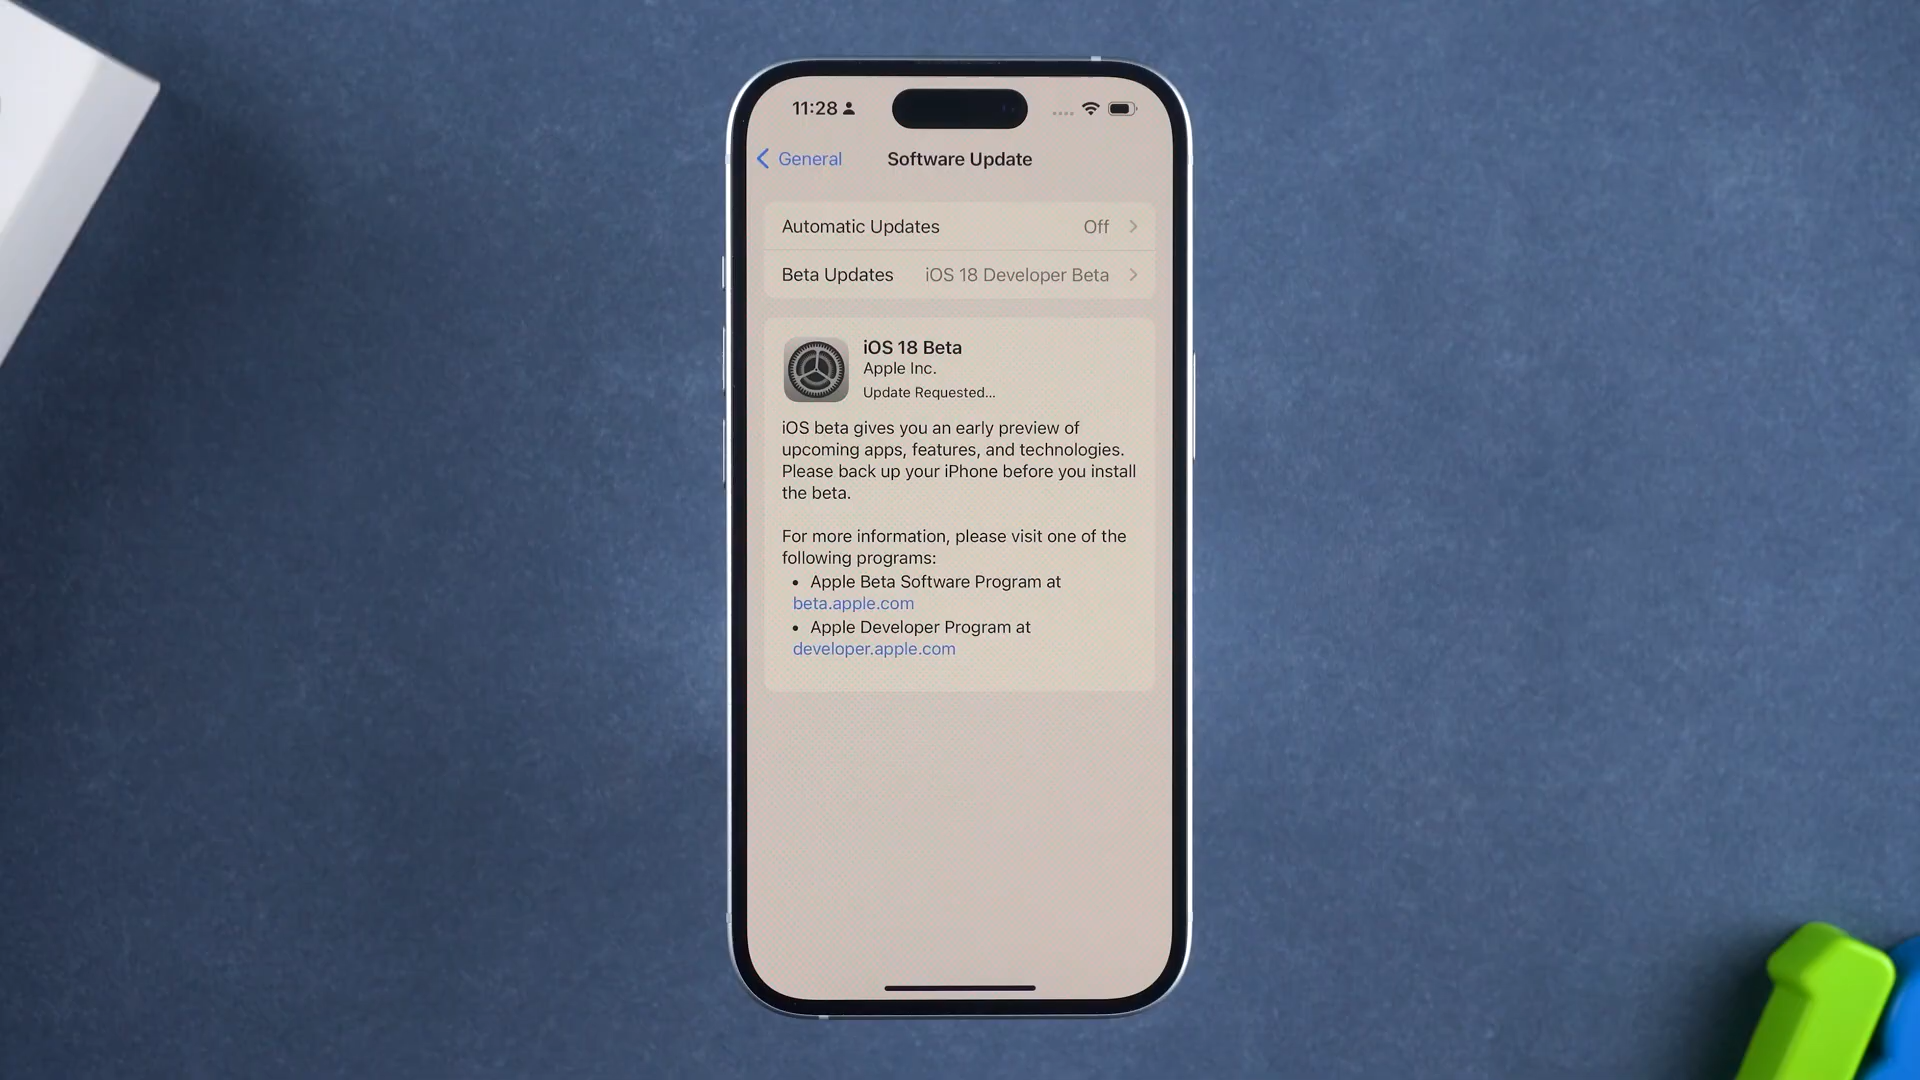 11:28
General
Software Update
Automatic Updates Off
Beta Updates iOS 18 Developer Beta
iOS 18 Beta
Apple Inc.
Update Requested...
iOS beta gives you an early preview of
upcoming apps, features, and technologies.
Please back up your iPhone before you install
the beta.
For more information, please visit one of the
following programs:
• Apple Beta Software Program at
beta.apple.com
• Apple Developer Program at
developer.apple.com